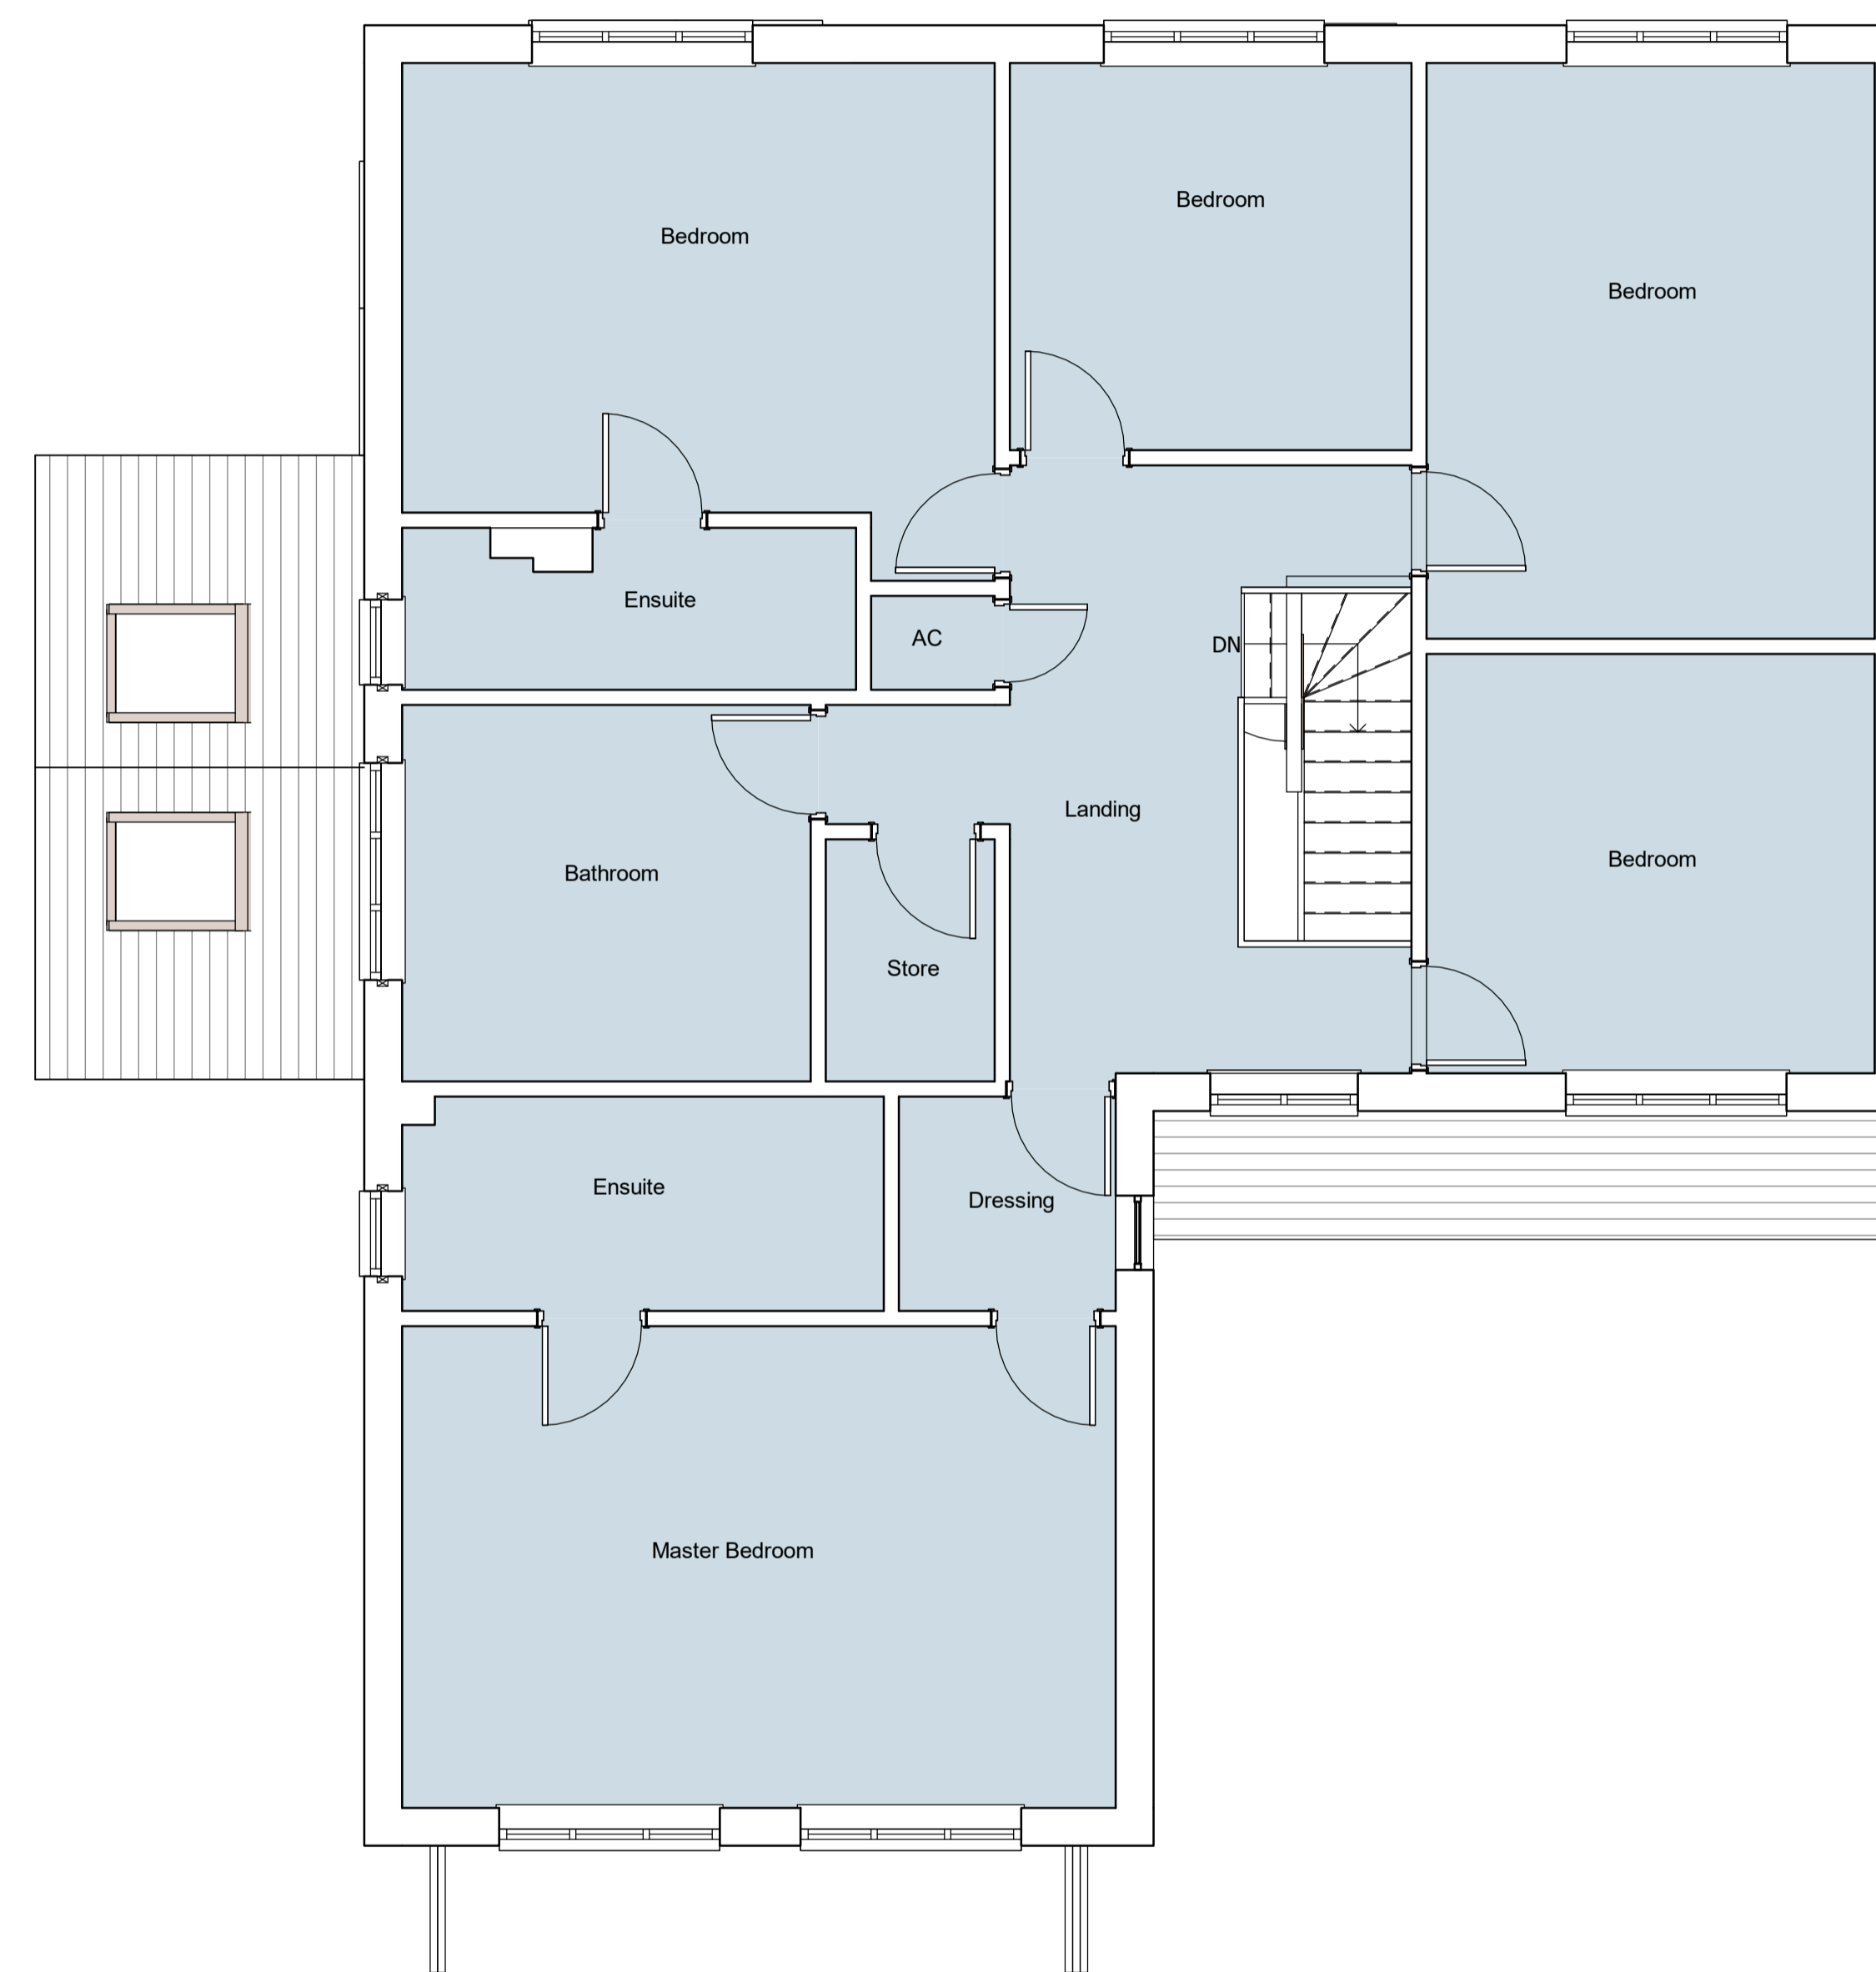 Bedroom
Bedroom
Bedroom
Ensuite
AC
DN
Landing
Bedroom
Bathroom
Store
Ensuite
Dressing
Master Bedroom